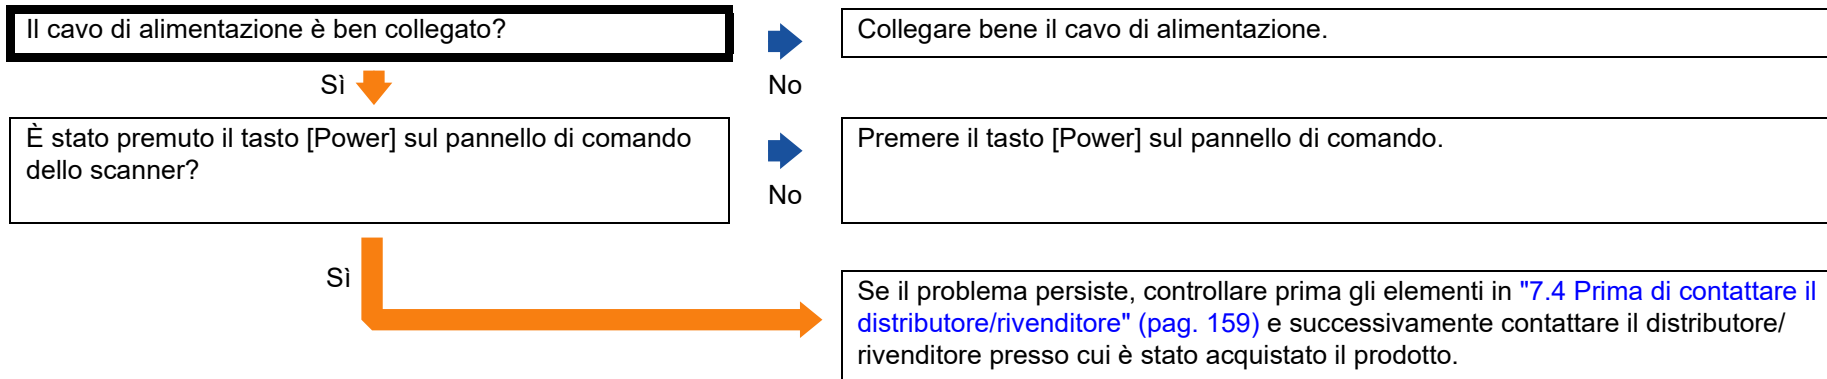 Il cavo di alimentazione è ben collegato?
Collegare bene il cavo di alimentazione.
Sì
No
È stato premuto il tasto [Power] sul pannello di comando
dello scanner?
Premere il tasto [Power] sul pannello di comando.
No
Sì
Se il problema persiste, controllare prima gli elementi in "7.4 Prima di contattare il
distributore/rivenditore" (pag. 159) e successivamente contattare il distributore/
rivenditore presso cui è stato acquistato il prodotto.